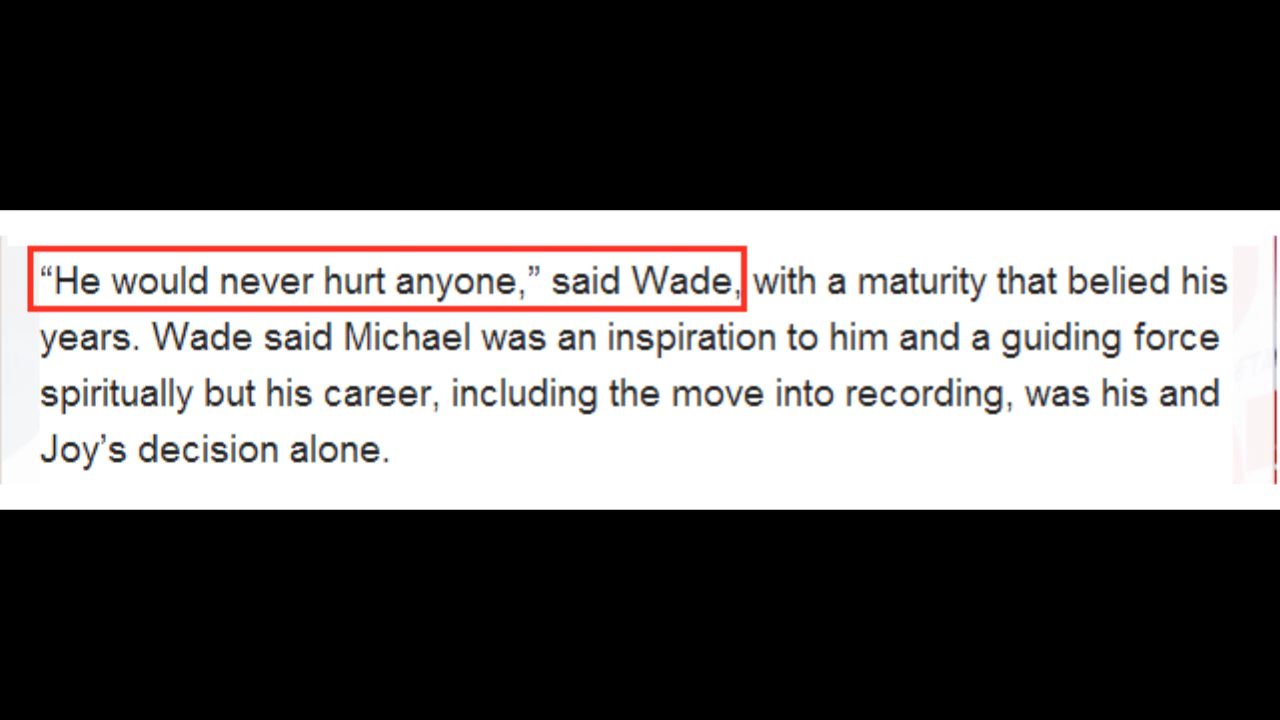 “He would never hurt anyone,” said Wade, with a maturity that belied his
years. Wade said Michael was an inspiration to him and a guiding force
spiritually but his career, including the move into recording, was his and
Joy’s decision alone.